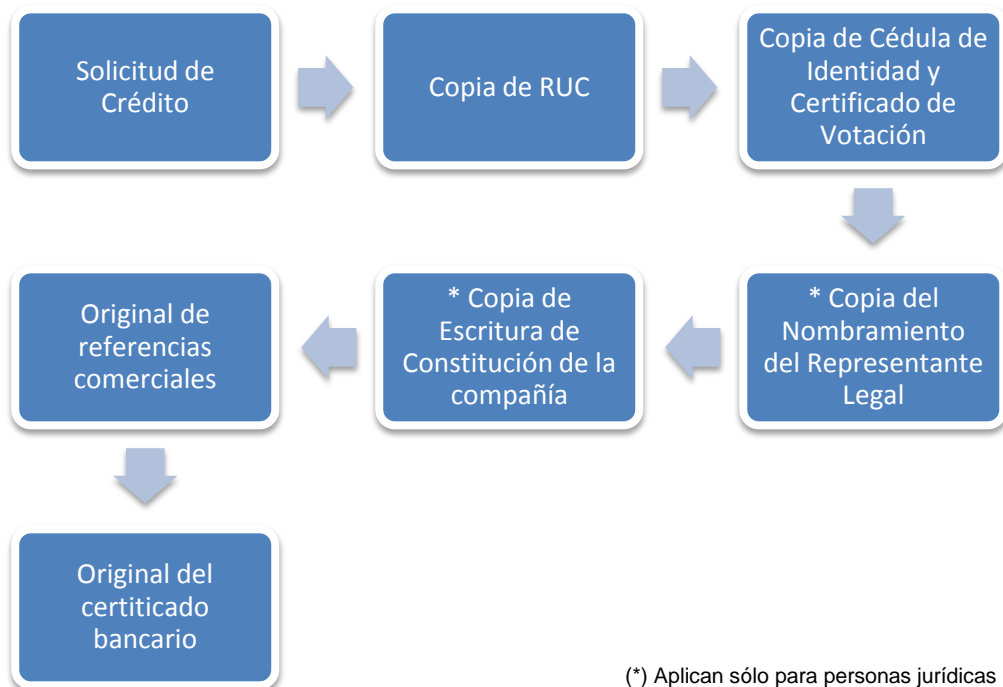 Solicitud de
Crédito
Copia de RUC
Copia de Cédula de
Identidad y
Certificado de
Votación
* Copia del
Nombramiento
del Representante
Legal
* Copia de
Escritura de
Constitución de la
compañía
Original de
referencias
comerciales
Original del
certiticado
bancario
(*) Aplican sólo para personas jurídicas